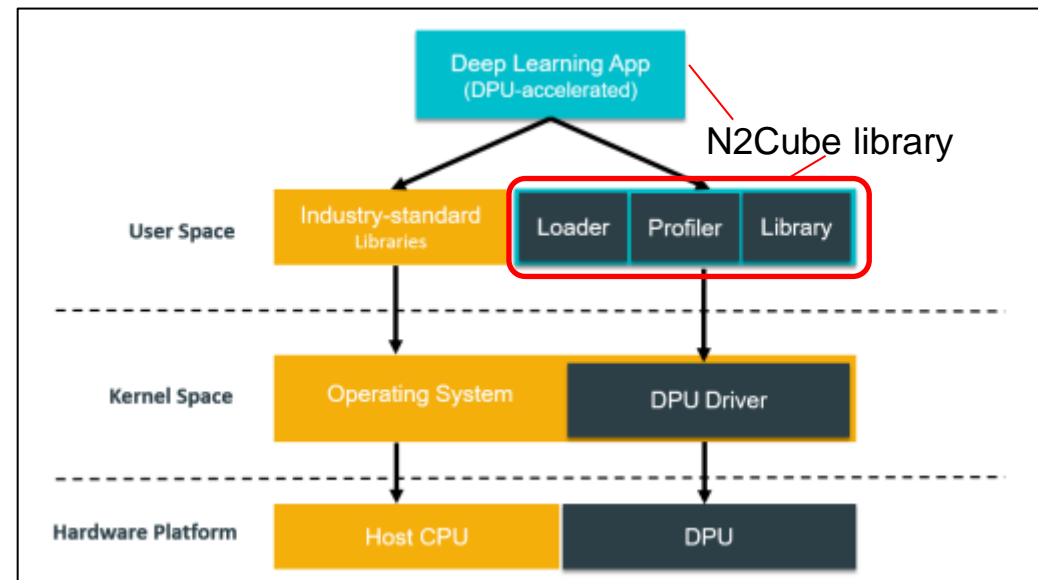 Deep Learning App
(DPU-accelerated)
N2Cube library
User Space
Industry-standard
Libraries
Loader
Profiler
Library
Kernel Space
Operating System
DPU Driver
Hardware Platform
Host CPU
DPU